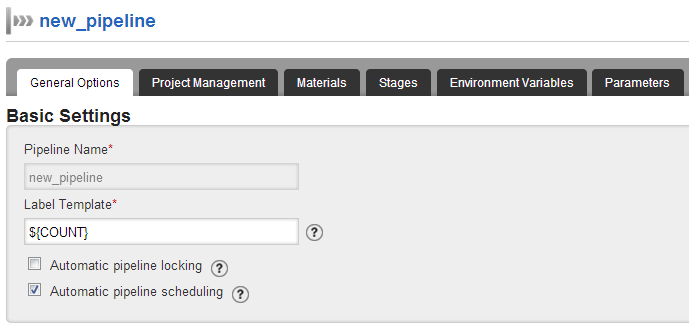 new_pipeline
General Options Project Management Materials Stages Environment Variables Parameters
Basic Settings
Pipeline Name*
new_pipeline
Label Template*
${COUNT} ?
Automatic pipeline locking ?
Automatic pipeline scheduling ?